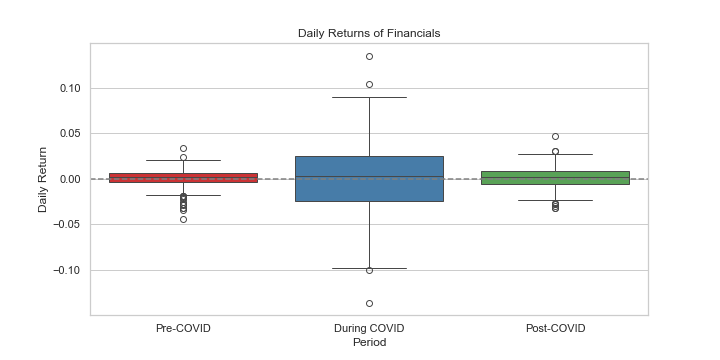 Daily Returns of Financials
Daily Return
0.10
0.05
0.00
−0.05
−0.10
Pre-COVID During COVID Post-COVID
Period